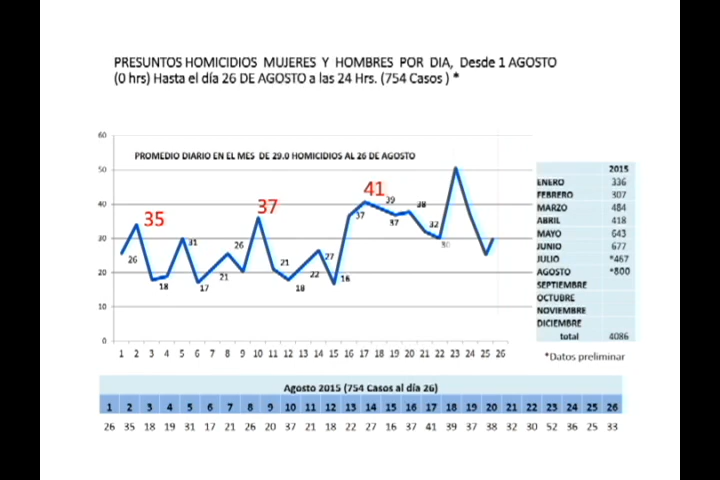 PRESUNTOS HOMICIDIOS MUJERES Y HOMBRES POR DIA, Desde 1 AGOSTO
(0 hrs) Hasta el día 26 DE AGOSTO a las 24 Hrs. (754 Casos ) *
PROMEDIO DIARIO EN EL MES DE 29.0 HOMICIDIOS AL 26 DE AGOSTO
60
50
40
30
20
10
0
26
35
18
31
17
21
26
37
21
18
22
27
16
37
41
39
37
38
32
30
1 2 3 4 5 6 7 8 9 10 11 12 13 14 15 16 17 18 19 20 21 22 23 24 25 26
2015
ENERO 336
FEBRERO 307
MARZO 484
ABRIL 418
MAYO 643
JUNIO 677
JULIO *467
AGOSTO *800
SEPTIEMBRE
OCTUBRE
NOVIEMBRE
DICIEMBRE
total 4086
*Datos preliminar
Agosto 2015 (754 Casos al día 26)
1 2 3 4 5 6 7 8 9 10 11 12 13 14 15 16 17 18 19 20 21 22 23 24 25 26
26 35 18 19 31 17 21 26 20 37 21 18 22 27 16 37 41 39 37 38 32 30 52 36 25 33